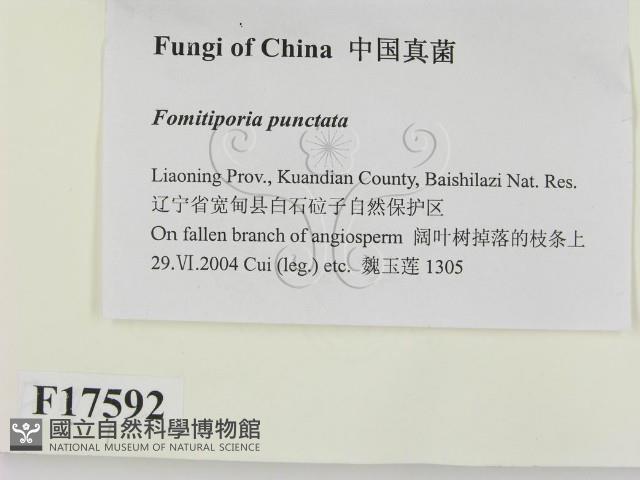 Fungi of China 中国真菌
Fomitiporia punctata
Liaoning Prov., Kuandian County, Baishilazi Nat. Res.
辽宁省宽甸县白石砬子自然保护区
On fallen branch of angiosperm 阔叶树掉落的枝条上
29.Ⅵ.2004 Cui (leg.) etc. 魏玉莲 1305
F17592
國立自然科學博物館
NATIONAL MUSEUM OF NATURAL SCIENCE